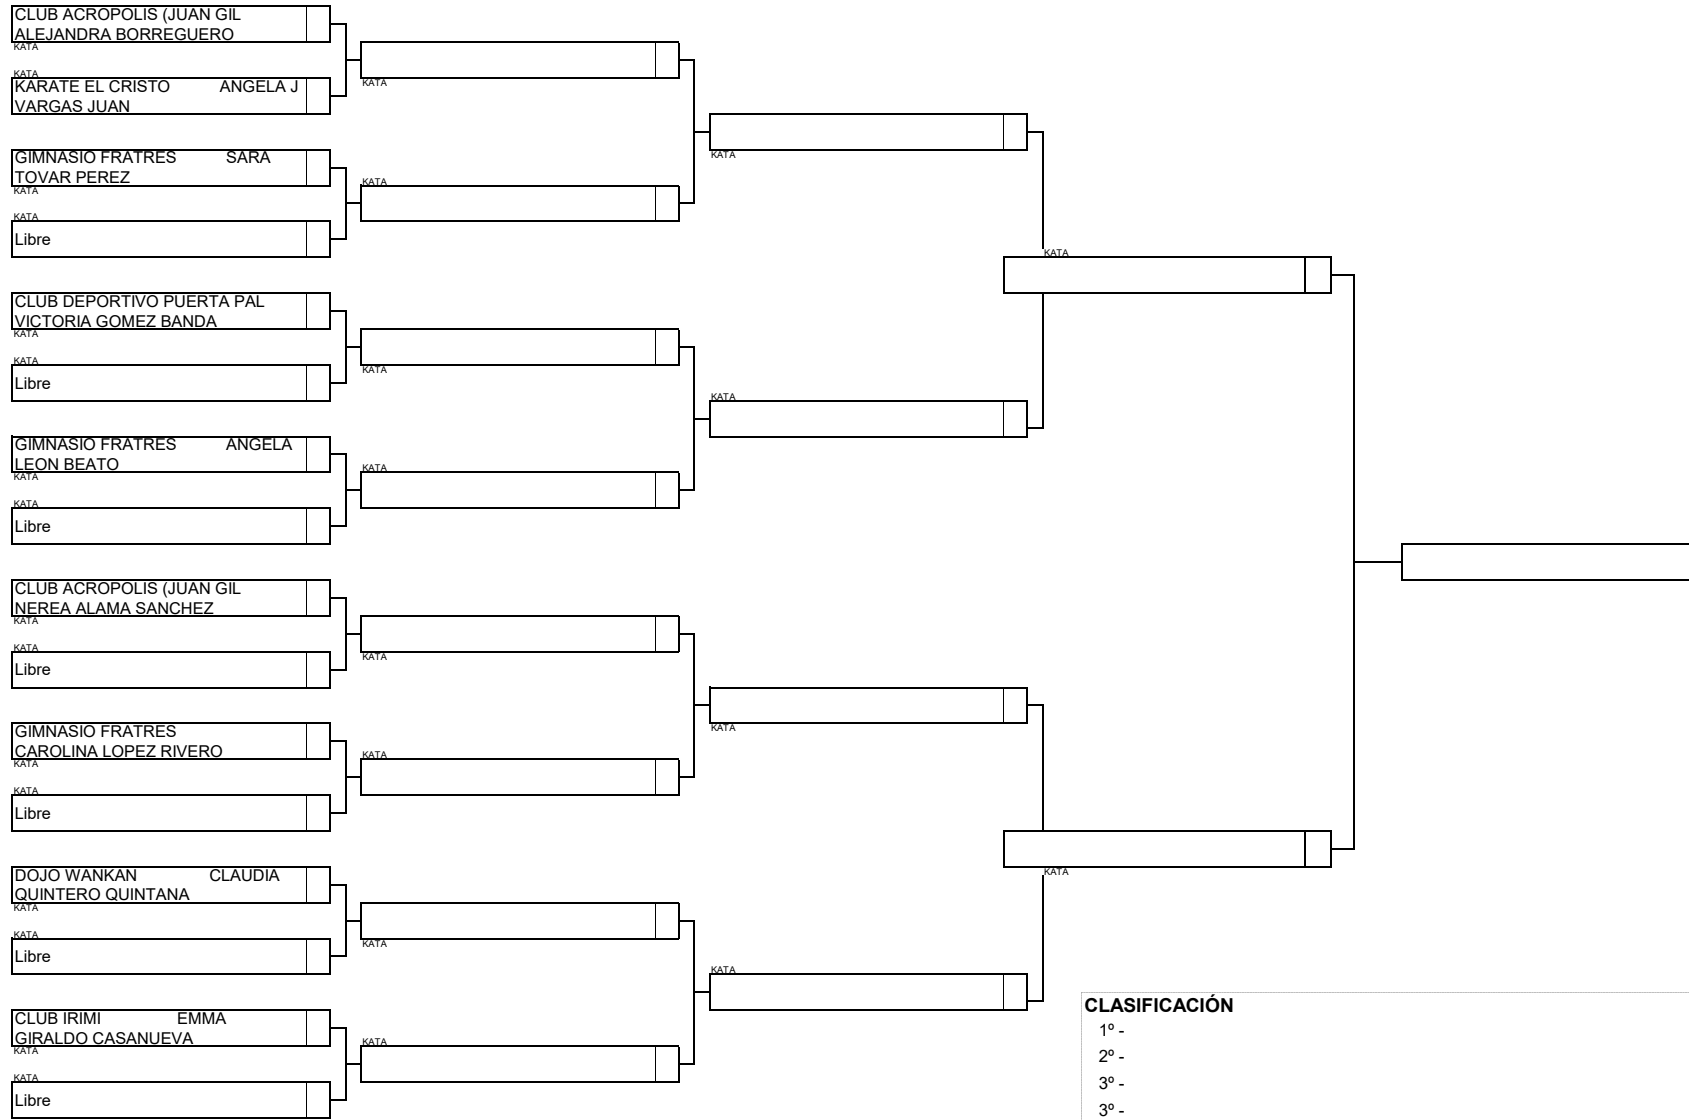 CLUB ACROPOLIS (JUAN GIL
ALEJANDRA BORREGUERO
KATA
KATA
KARATE EL CRISTO ANGELA J
VARGAS JUAN
KATA
GIMNASIO FRATRES SARA
TOVAR PEREZ
KATA
KATA
KATA
Libre
KATA
KATA
CLUB DEPORTIVO PUERTA PAL
VICTORIA GOMEZ BANDA
KATA
KATA
Libre
KATA
KATA
GIMNASIO FRATRES ANGELA
LEON BEATO
KATA
KATA
KATA
Libre
CLUB ACROPOLIS (JUAN GIL
NEREA ALAMA SANCHEZ
KATA
KATA
Libre
KATA
GIMNASIO FRATRES
CAROLINA LOPEZ RIVERO
KATA
KATA
KATA
KATA
Libre
DOJO WANKAN CLAUDIA
QUINTERO QUINTANA
KATA
KATA
KATA
Libre
KATA
KATA
CLUB IRIMI EMMA
GIRALDO CASANUEVA
KATA
KATA
KATA
Libre
CLASIFICACIÓN
1º -
2º -
3º -
3º -